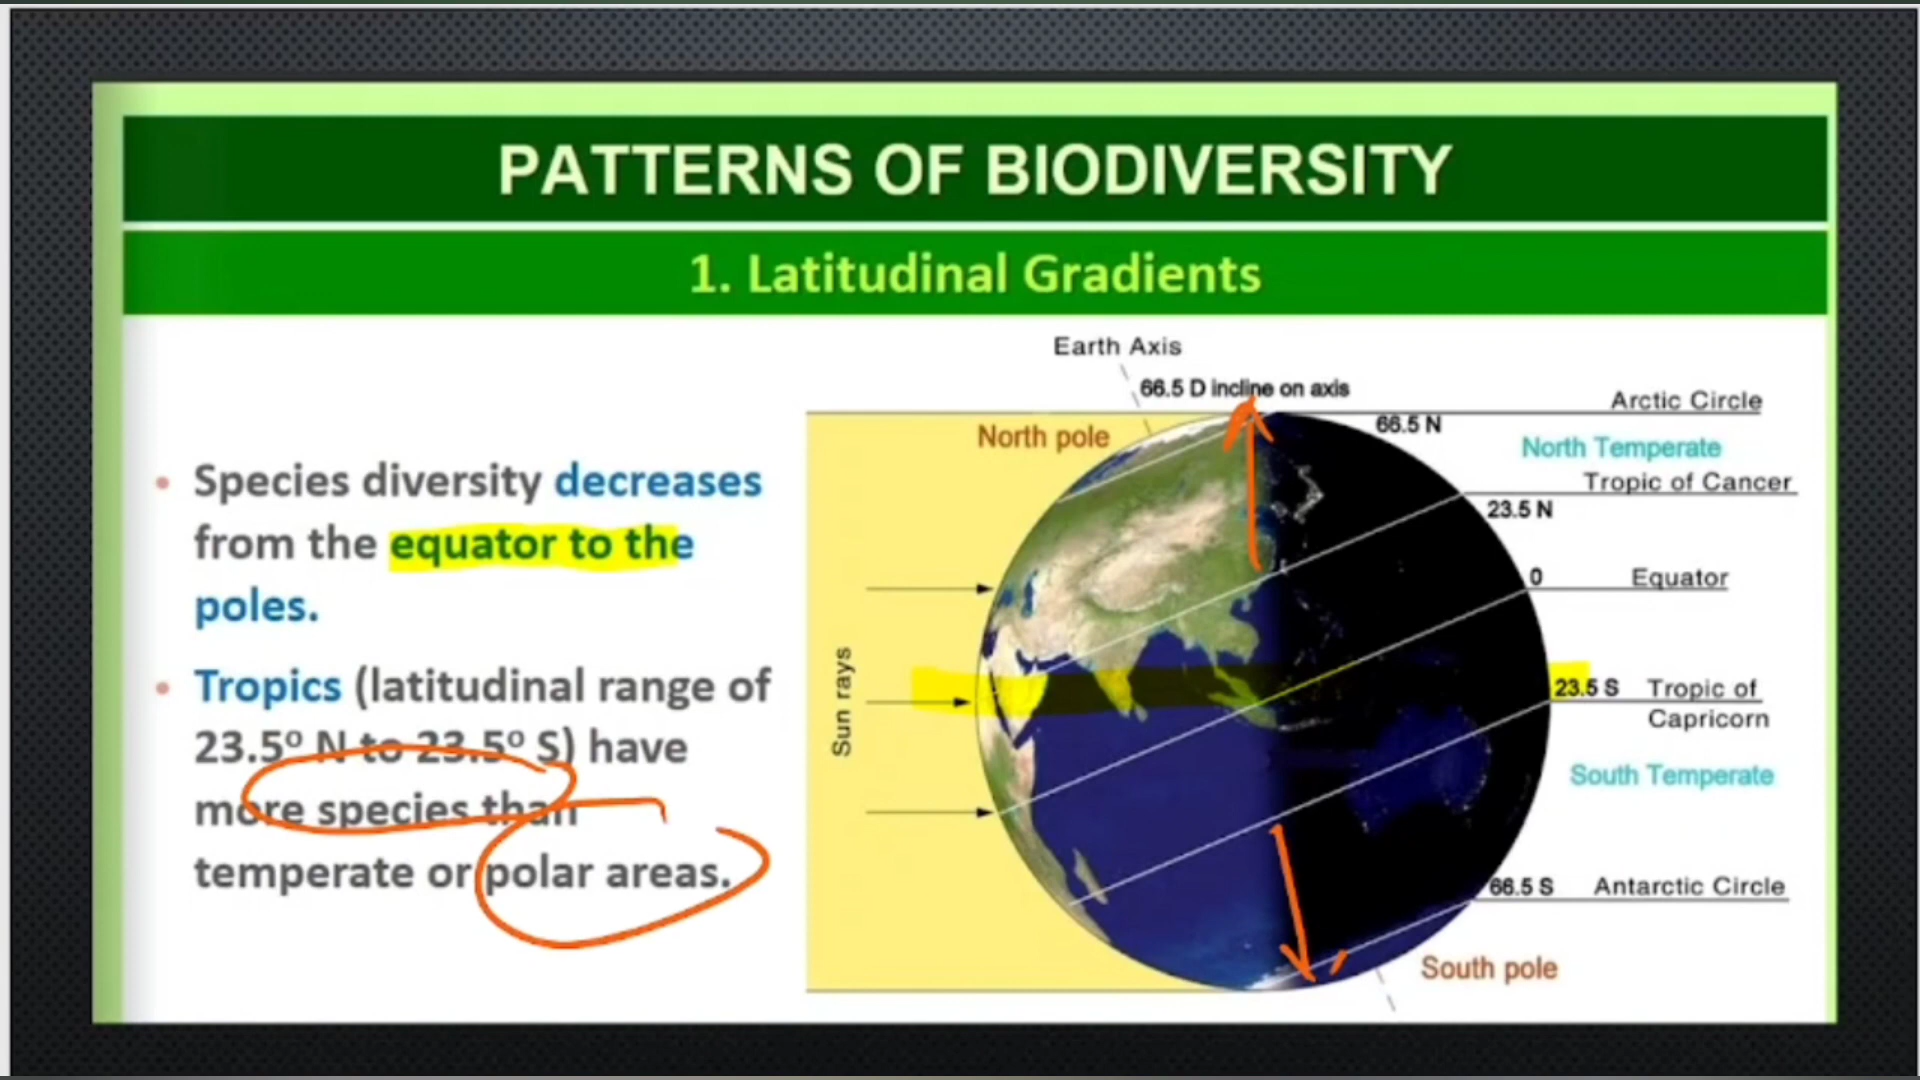 PATTERNS OF BIODIVERSITY
1. Latitudinal Gradients
• Species diversity decreases
from the equator to the
poles.
• Tropics (latitudinal range of
23.5º N to 23.5º S) have
more species than
temperate or polar areas.
Earth Axis
66.5 D incline on axis
Arctic Circle
North pole
66.5 N
North Temperate
Tropic of Cancer
23.5 N
0 Equator
Sun rays
23.5 S Tropic of
Capricorn
South Temperate
66.5 S Antarctic Circle
South pole